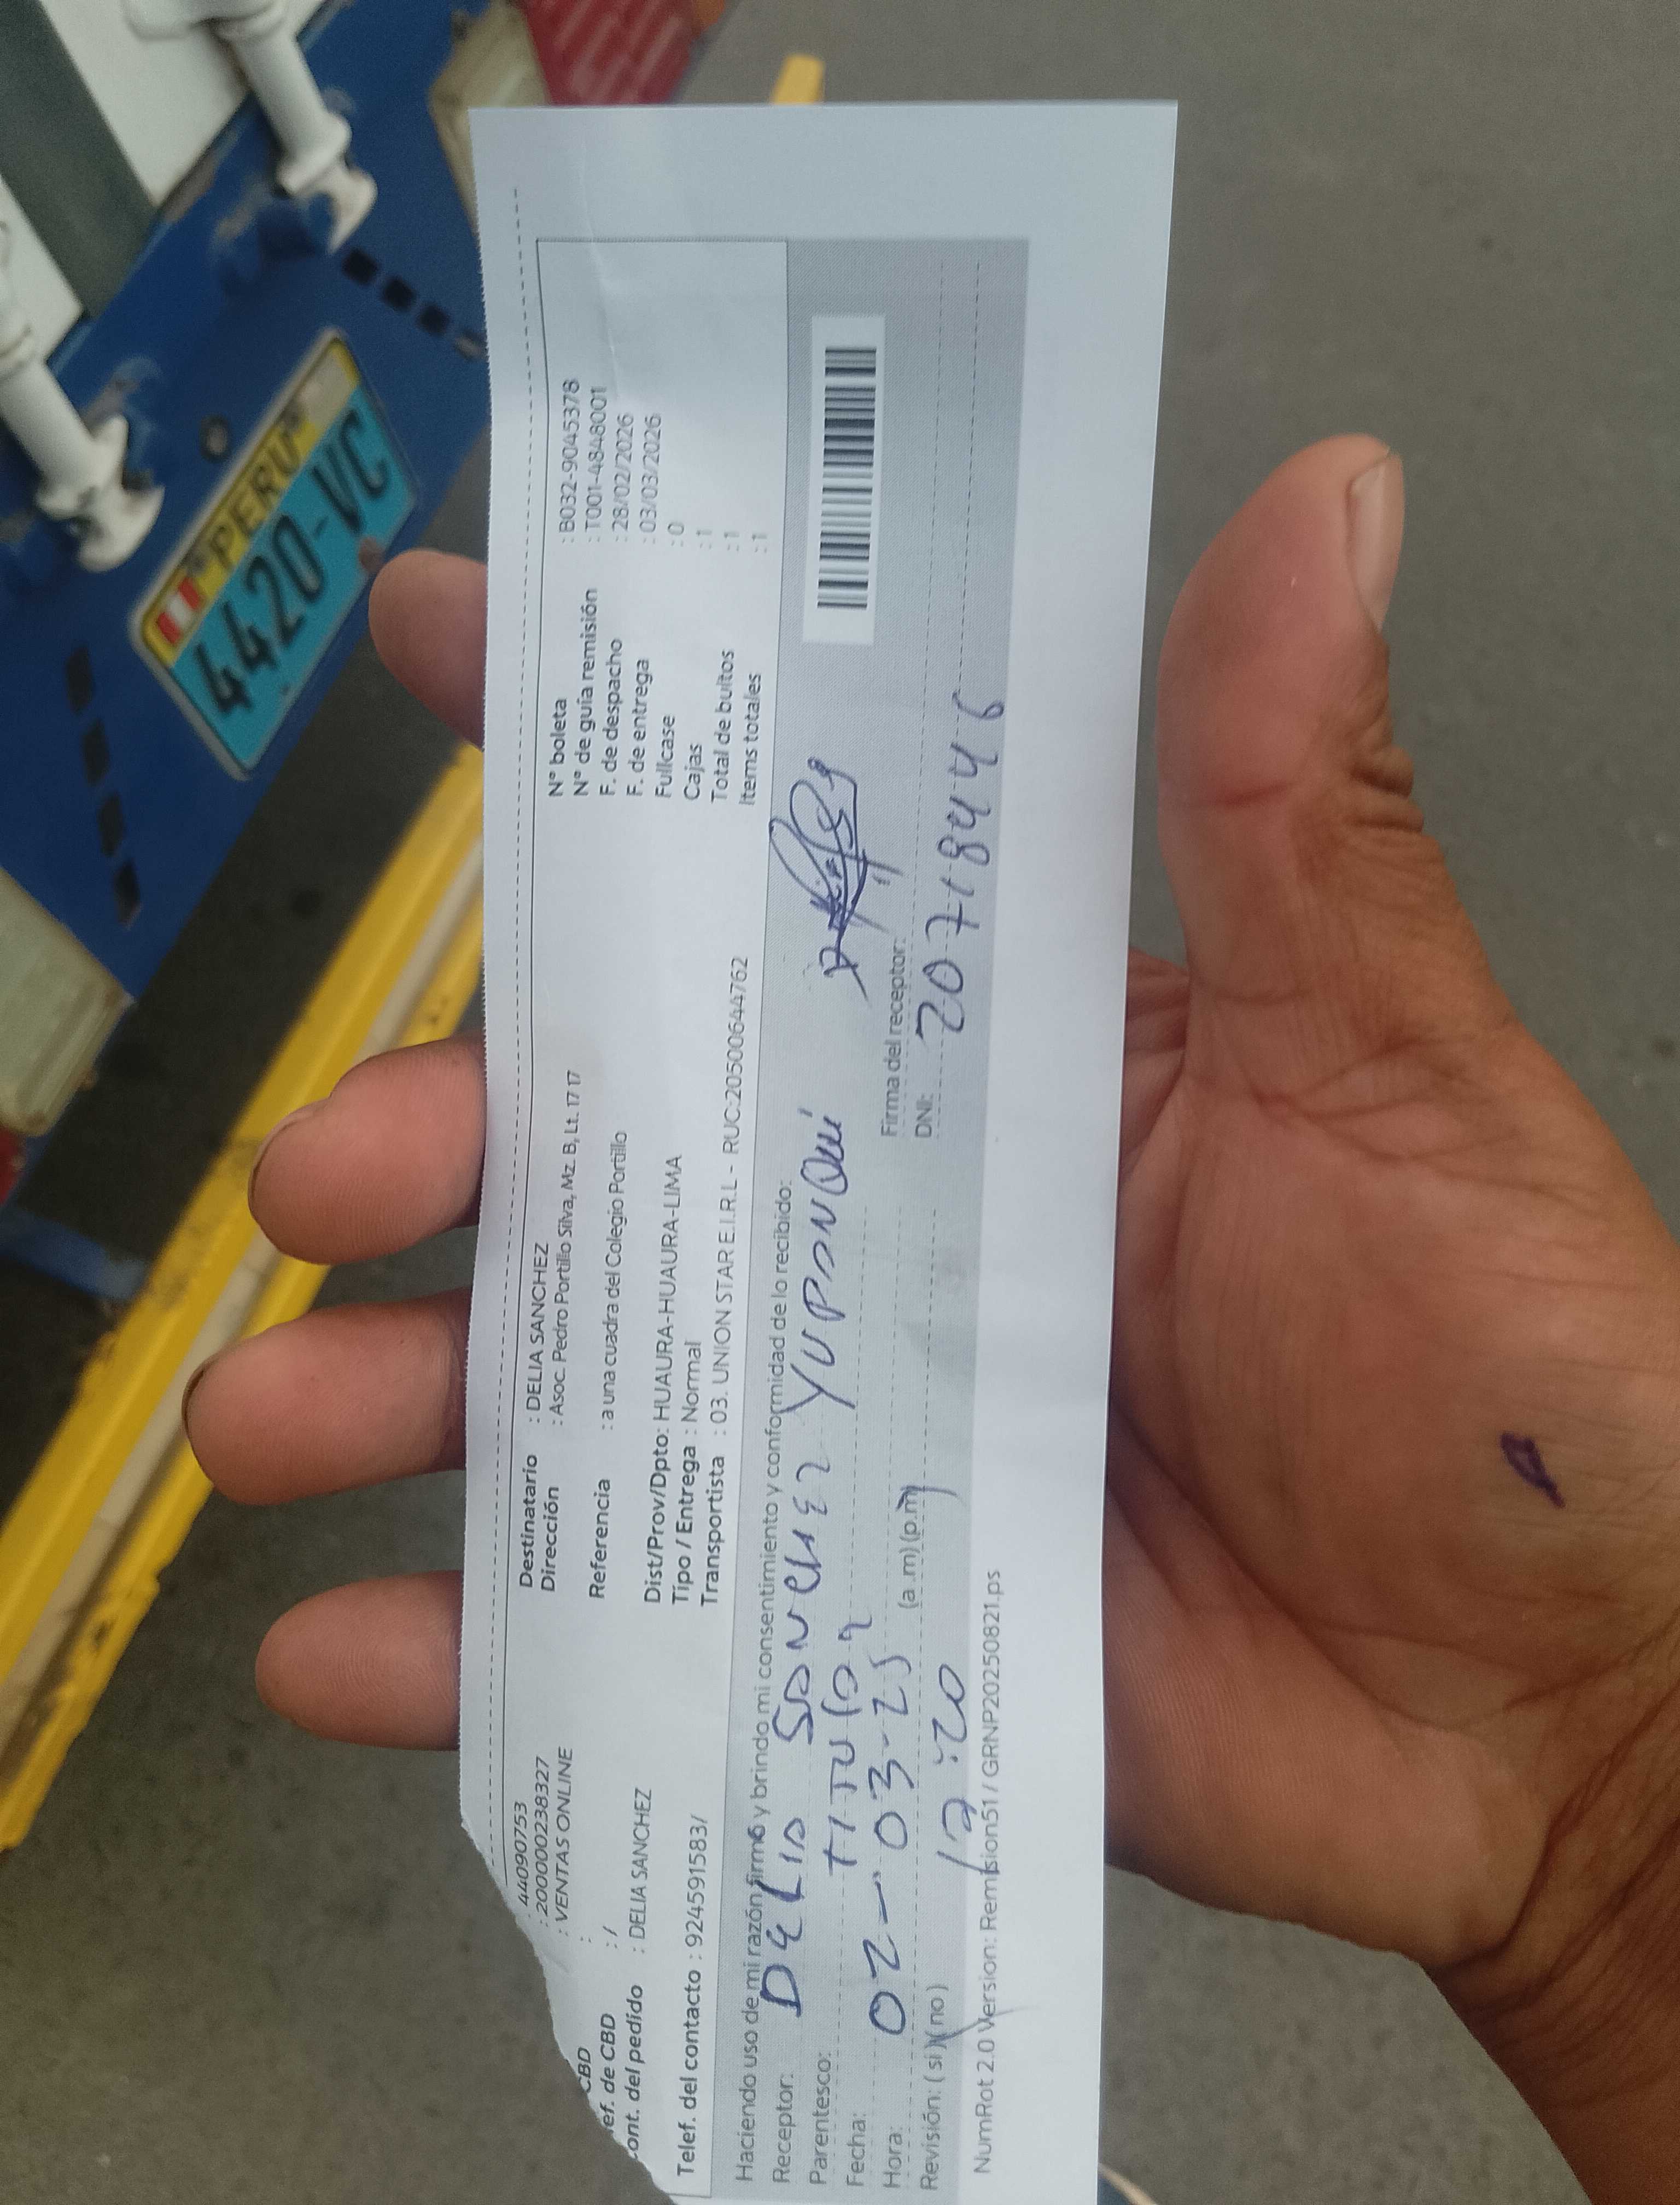 PERU
4420-VC
: 44090753
: 200000238327
: VENTAS ONLINE
CBD :
ef. de CBD : /
ont. del pedido : DELIA SANCHEZ
Telef. del contacto : 924591583/
Destinatario : DELIA SANCHEZ
Dirección : Asoc. Pedro Portillo Silva, Mz. B, Lt. 17 17
Referencia : a una cuadra del Colegio Portillo
Dist/Prov/Dpto: HUAURA-HUAURA-LIMA
Tipo / Entrega : Normal
Transportista : 03. UNION STAR E.I.R.L - RUC:20500644762
N° boleta : B032-9045378
N° de guía remisión : T001-4848001
F. de despacho : 28/02/2026
F. de entrega : 03/03/2026
Fullcase : 0
Cajas : 1
Total de bultos : 1
Items totales : 1
Haciendo uso de mi razón firmó y brindo mi consentimiento y conformidad de lo recibido:
Receptor: Delia Sanchez Yupanqui
Parentesco: Titular
Fecha: 02-03-25
Hora: 12:20 (a .m) (p.m)
Revisión: ( si )( no )
Firma del receptor:
DNI: 20718446
NumRot 2.0 Version: Remision51 / GRNP20250821.ps